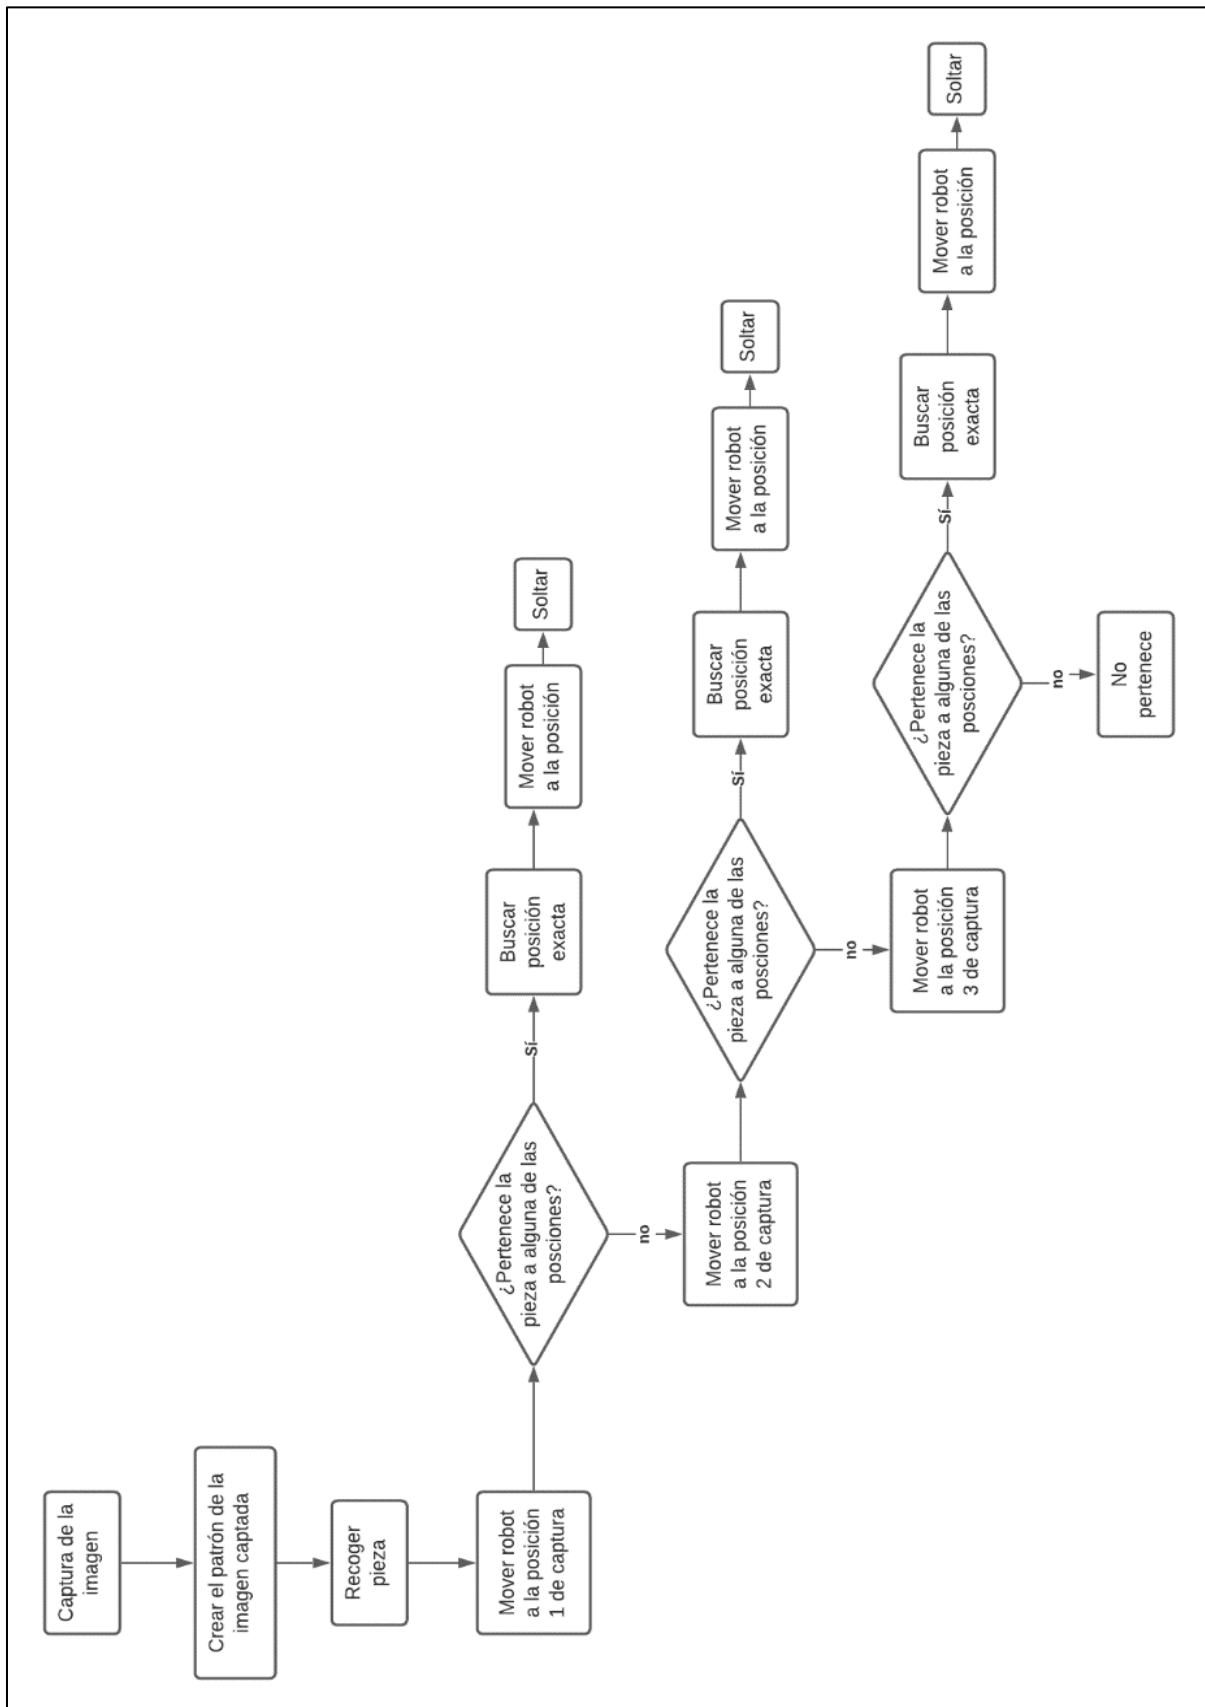 Captura de la
imagen
Crear el patrón de la
imagen captada
Recoger
pieza
Mover robot
a la posición
1 de captura
¿Pertenece la
pieza a alguna de las
posciones?
sí
Buscar
posición
exacta
Mover robot
a la posición
Soltar
no
Mover robot
a la posición
2 de captura
¿Pertenece la
pieza a alguna de las
posciones?
sí
Buscar
posición
exacta
Mover robot
a la posición
Soltar
no
Mover robot
a la posición
3 de captura
¿Pertenece la
pieza a alguna de las
posciones?
sí
Buscar
posición
exacta
Mover robot
a la posición
Soltar
no
No
pertenece